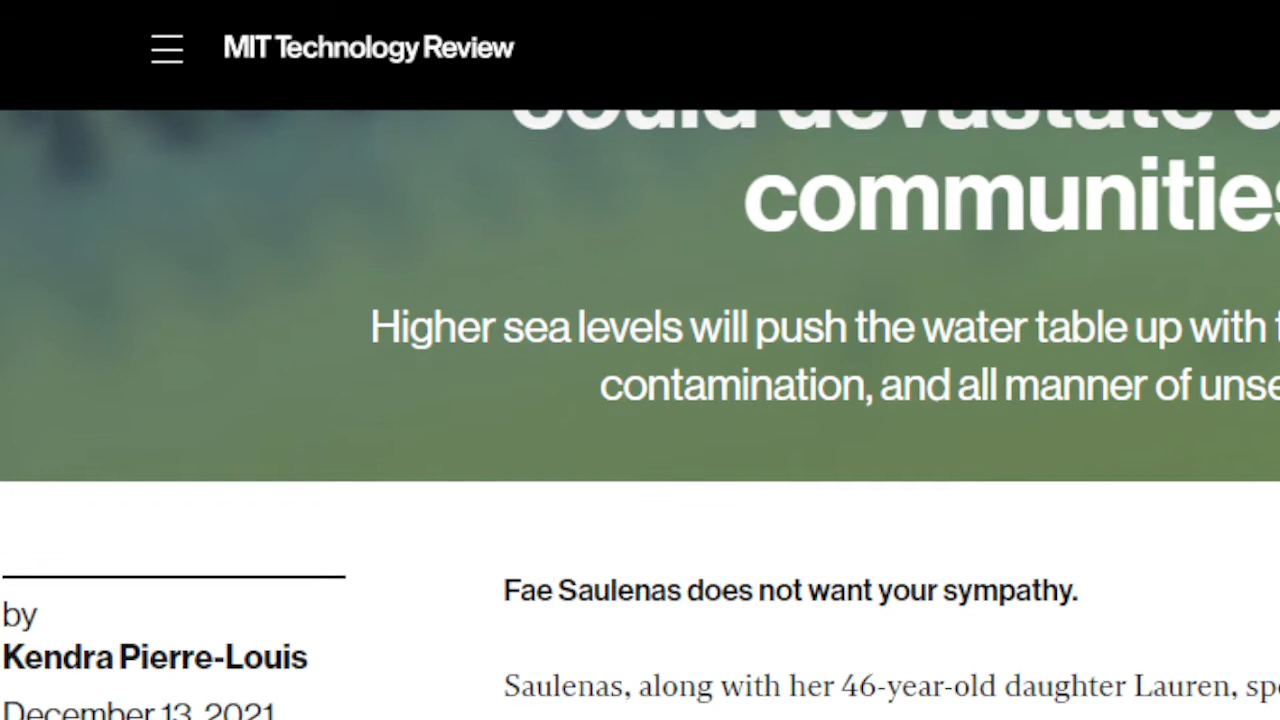 MIT Technology Review
could devastate
communities
Higher sea levels will push the water table up with
contamination, and all manner of
Fae Saulenas does not want your sympathy.
by
Kendra Pierre-Louis
Saulenas, along with her 46-year-old daughter Lauren,
December 13, 2021